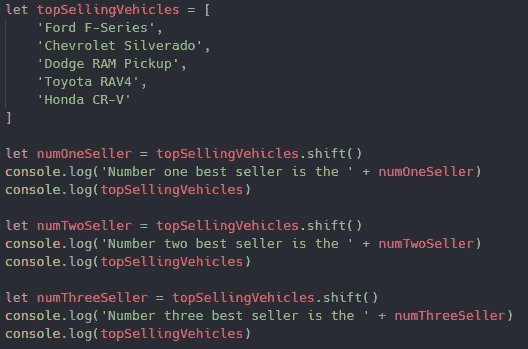 let topSellingVehicles = [
    'Ford F-Series',
    'Chevrolet Silverado',
    'Dodge RAM Pickup',
    'Toyota RAV4',
    'Honda CR-V'
]
let numOneSeller = topSellingVehicles.shift()
console.log('Number one best seller is the ' + numOneSeller)
console.log(topSellingVehicles)
let numTwoSeller = topSellingVehicles.shift()
console.log('Number two best seller is the ' + numTwoSeller)
console.log(topSellingVehicles)
let numThreeSeller = topSellingVehicles.shift()
console.log('Number three best seller is the ' + numThreeSeller)
console.log(topSellingVehicles)